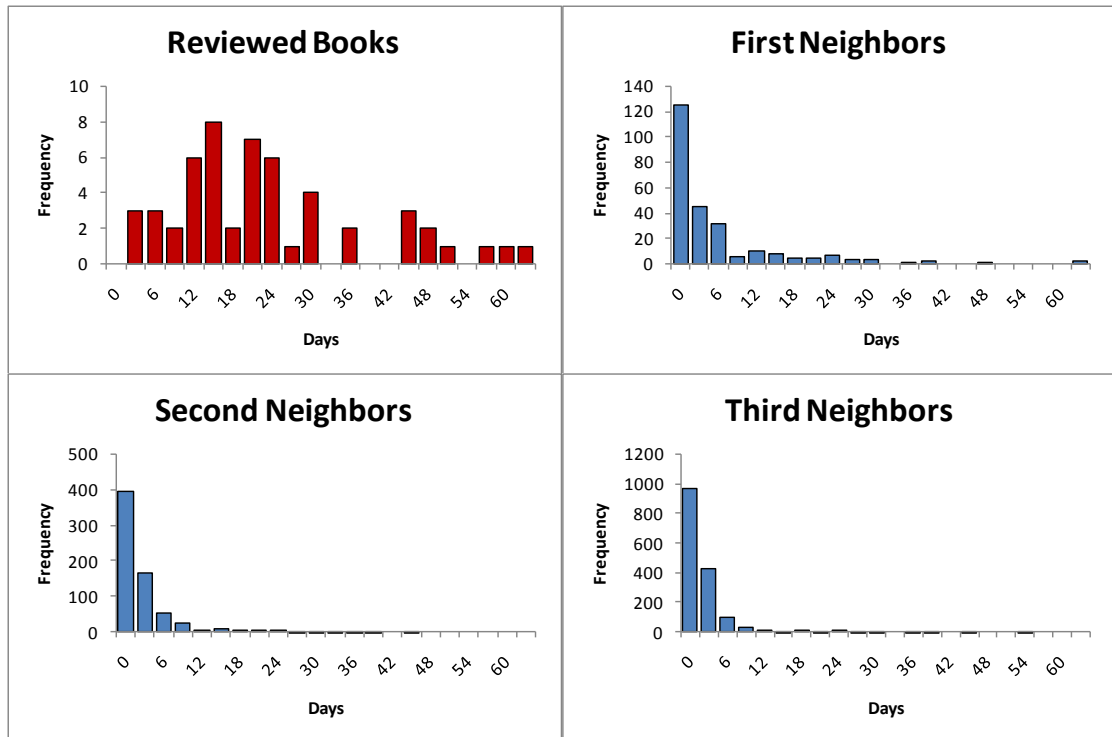 Reviewed Books
10
8
6
4
2
0
Frequency
0 6 12 18 24 30 36 42 48 54 60
Days
First Neighbors
140
120
100
80
60
40
20
0
Frequency
0 6 12 18 24 30 36 42 48 54 60
Days
Second Neighbors
500
400
300
200
100
0
Frequency
0 6 12 18 24 30 36 42 48 54 60
Days
Third Neighbors
1200
1000
800
600
400
200
0
Frequency
0 6 12 18 24 30 36 42 48 54 60
Days